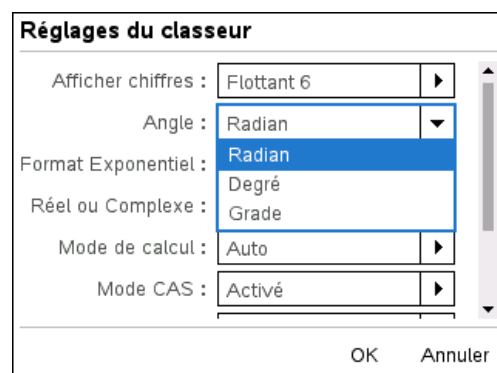 Réglages du classeur
Afficher chiffres : Flottant 6
Angle : Radian
Radian
Format Exponentiel :
Degré
Réel ou Complexe :
Grade
Mode de calcul : Auto
Mode CAS : Activé
OK Annuler